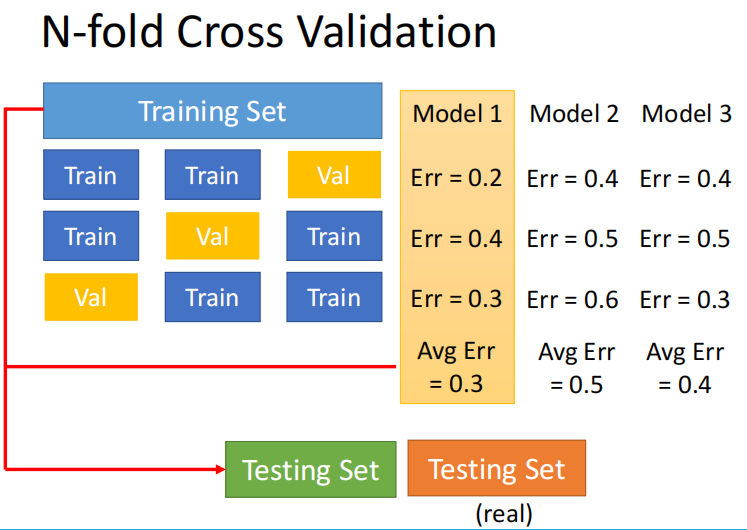 N-fold Cross Validation
Training Set
Model 1 Model 2 Model 3
Train Train Val Err = 0.2 Err = 0.4 Err = 0.4
Train Val Train Err = 0.4 Err = 0.5 Err = 0.5
Val Train Train Err = 0.3 Err = 0.6 Err = 0.3
Avg Err Avg Err Avg Err
= 0.3 = 0.5 = 0.4
Testing Set Testing Set
(real)